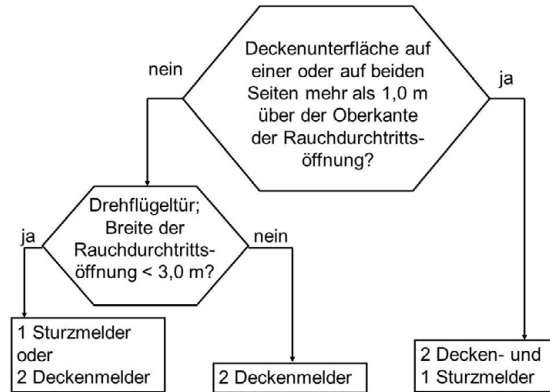 Deckenunterfläche auf
einer oder auf beiden
Seiten mehr als 1,0 m
über der Oberkante
der Rauchdurchtritts-
öffnung?
nein
ja
Drehflügeltür;
Breite der
Rauchdurchtritts-
öffnung < 3,0 m?
ja
nein
1 Sturzmelder
oder
2 Deckenmelder
2 Deckenmelder
2 Decken- und
1 Sturzmelder